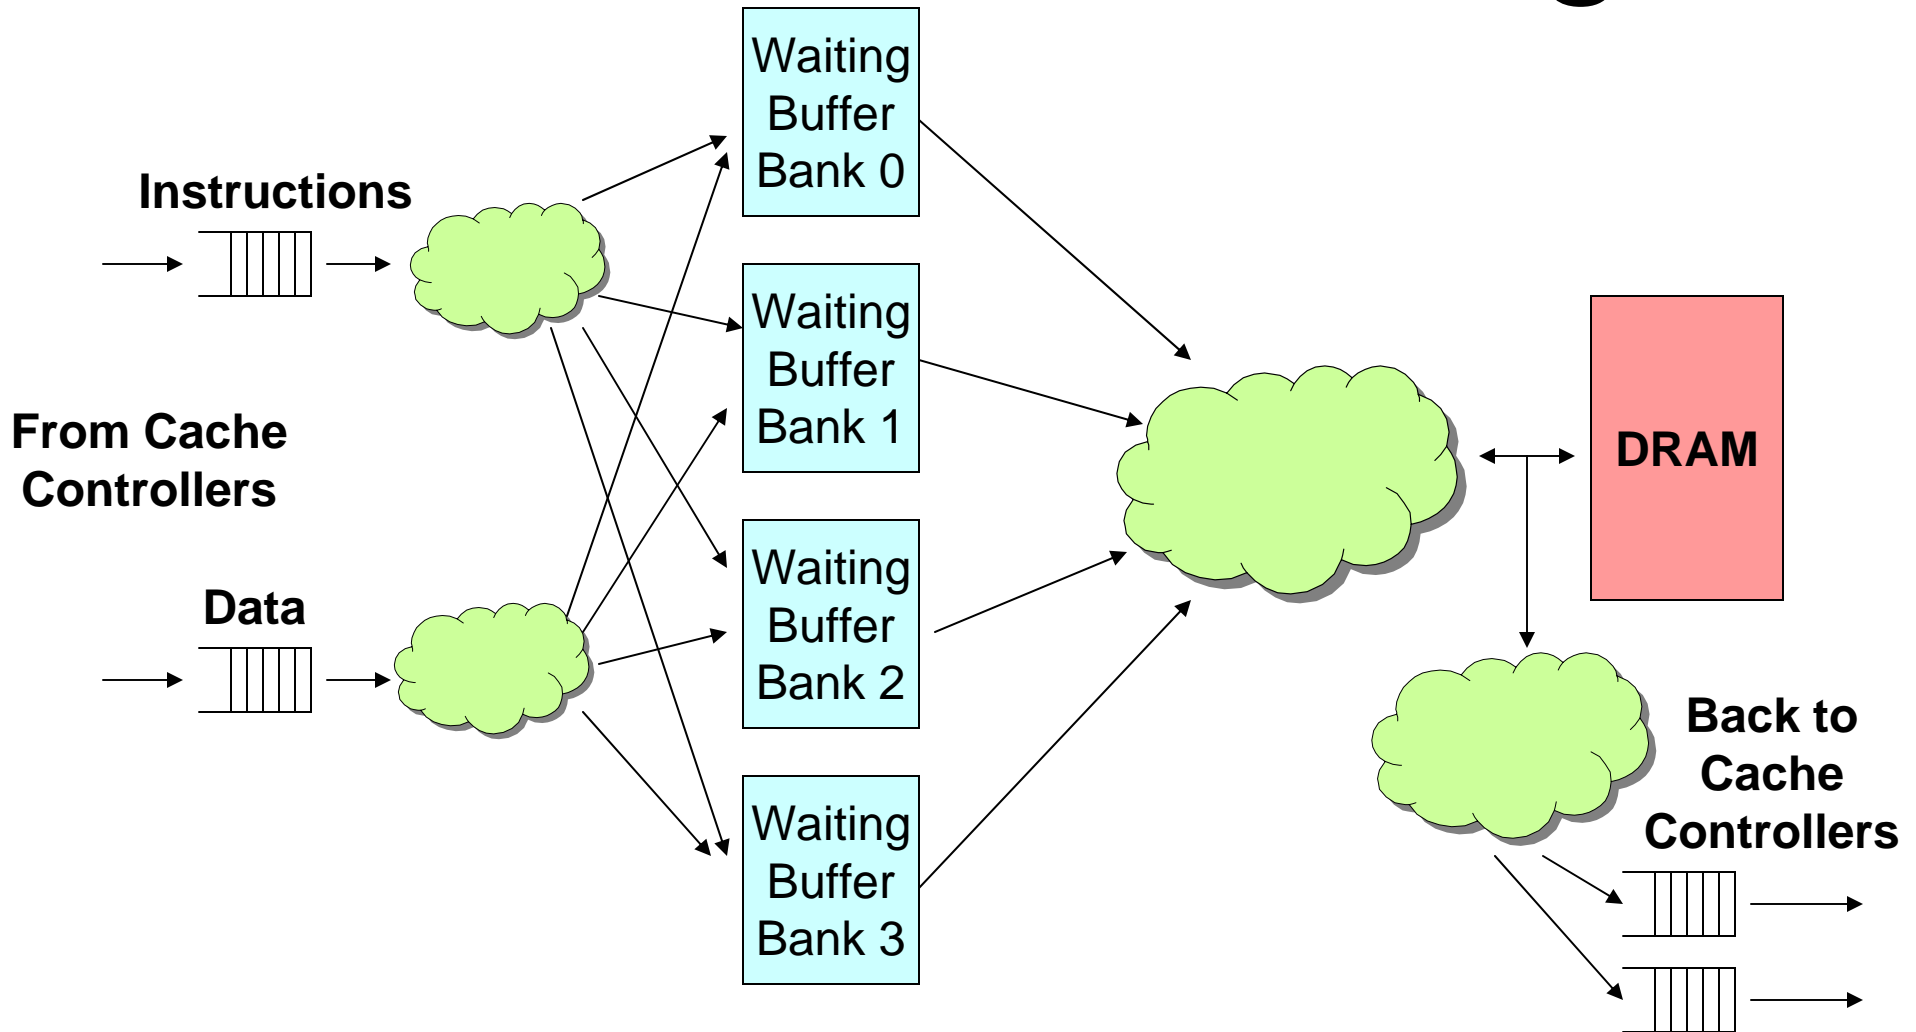 Waiting
Buffer
Bank 0
Instructions
Waiting
Buffer
Bank 1
From Cache
Controllers
DRAM
Waiting
Buffer
Bank 2
Data
Back to
Cache
Controllers
Waiting
Buffer
Bank 3